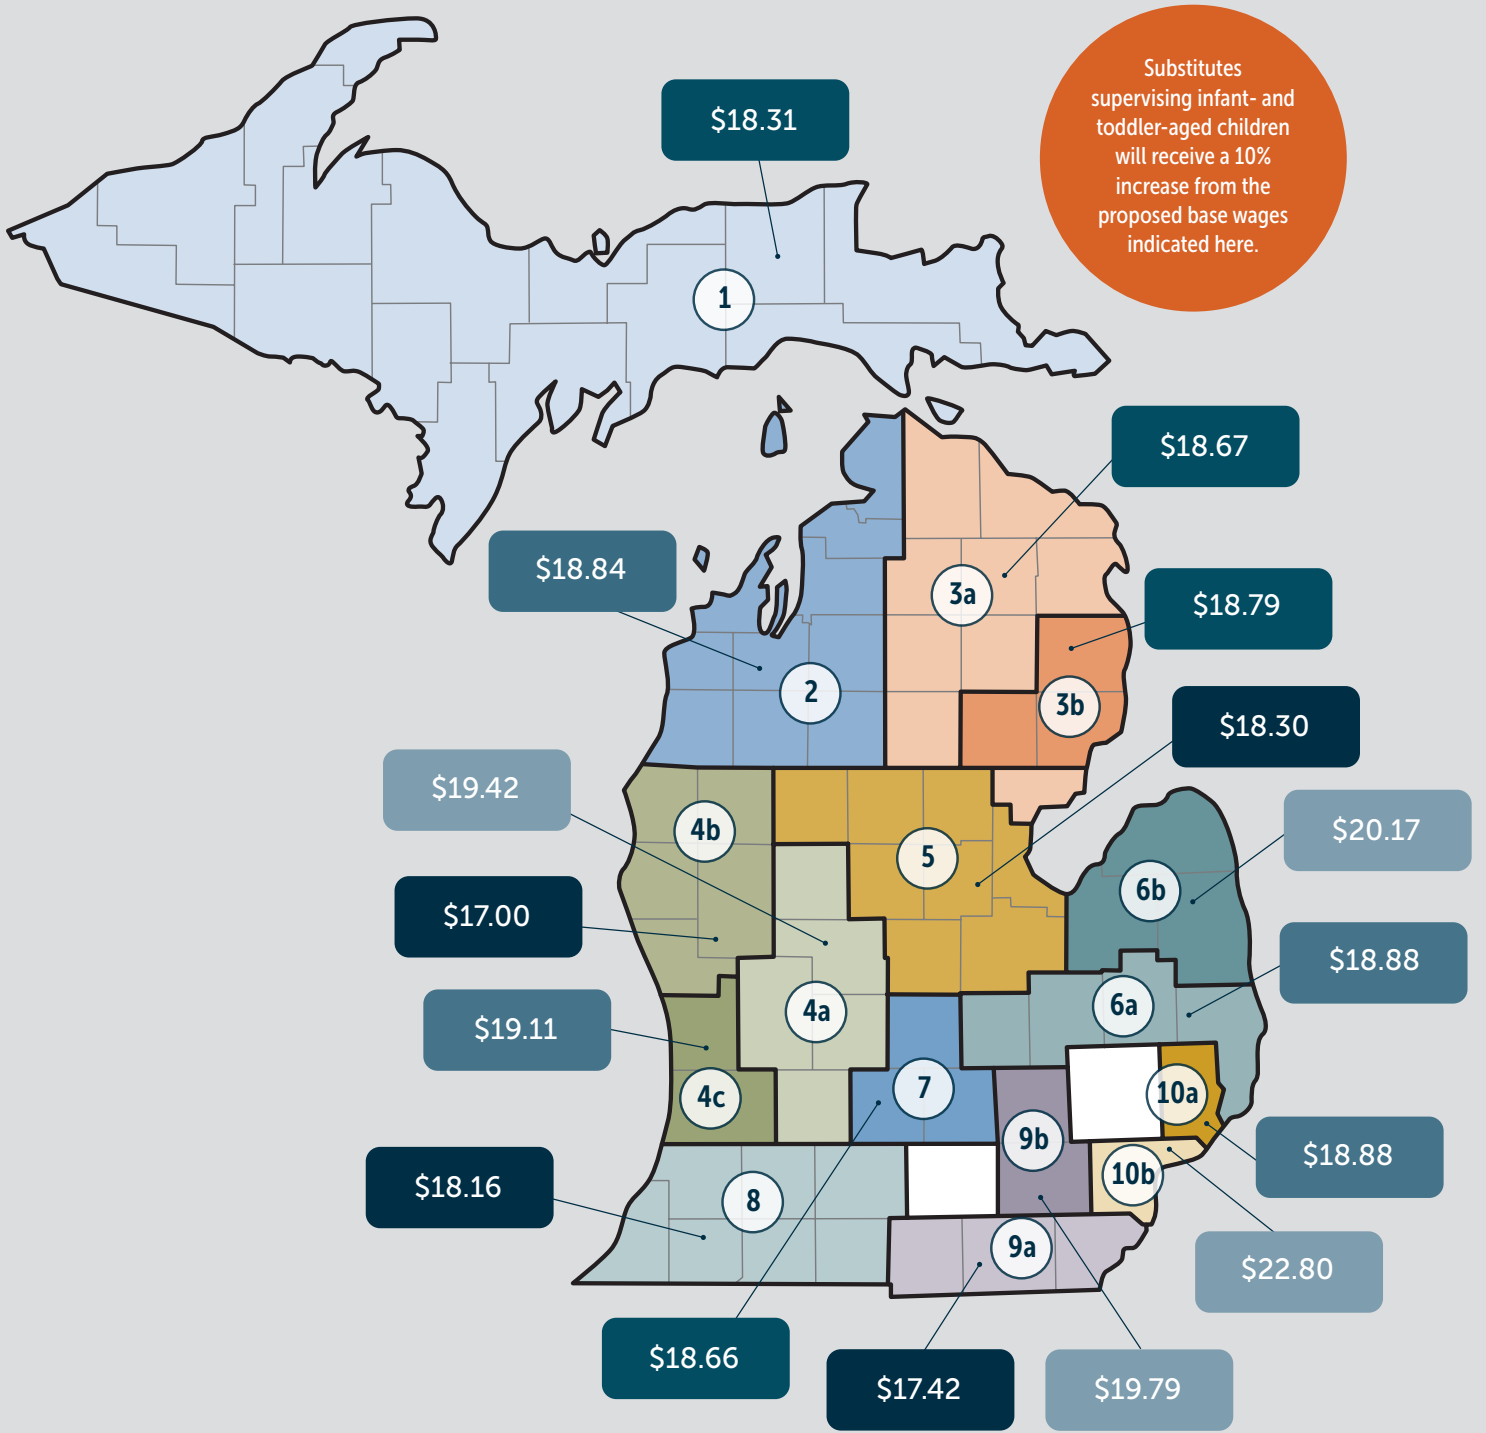 Substitutes
supervising infant- and
toddler-aged children
will receive a 10%
increase from the
proposed base wages
indicated here.
$18.31
1
$18.67
$18.84
3a
$18.79
2
3b
$18.30
$19.42
4b
5
$20.17
6b
$17.00
$18.88
4a
6a
$19.11
4c
7
10a
9b
$18.88
10b
$18.16
8
9a
$22.80
$18.66
$17.42
$19.79